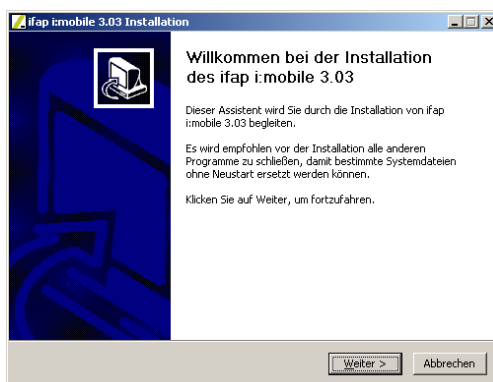 ifap i:mobile 3.03 Installation
Willkommen bei der Installation
des ifap i:mobile 3.03
Dieser Assistent wird Sie durch die Installation von ifap
i:mobile 3.03 begleiten.
Es wird empfohlen vor der Installation alle anderen
Programme zu schließen, damit bestimmte Systemdateien
ohne Neustart ersetzt werden können.
Klicken Sie auf Weiter, um fortzufahren.
Weiter >
Abbrechen